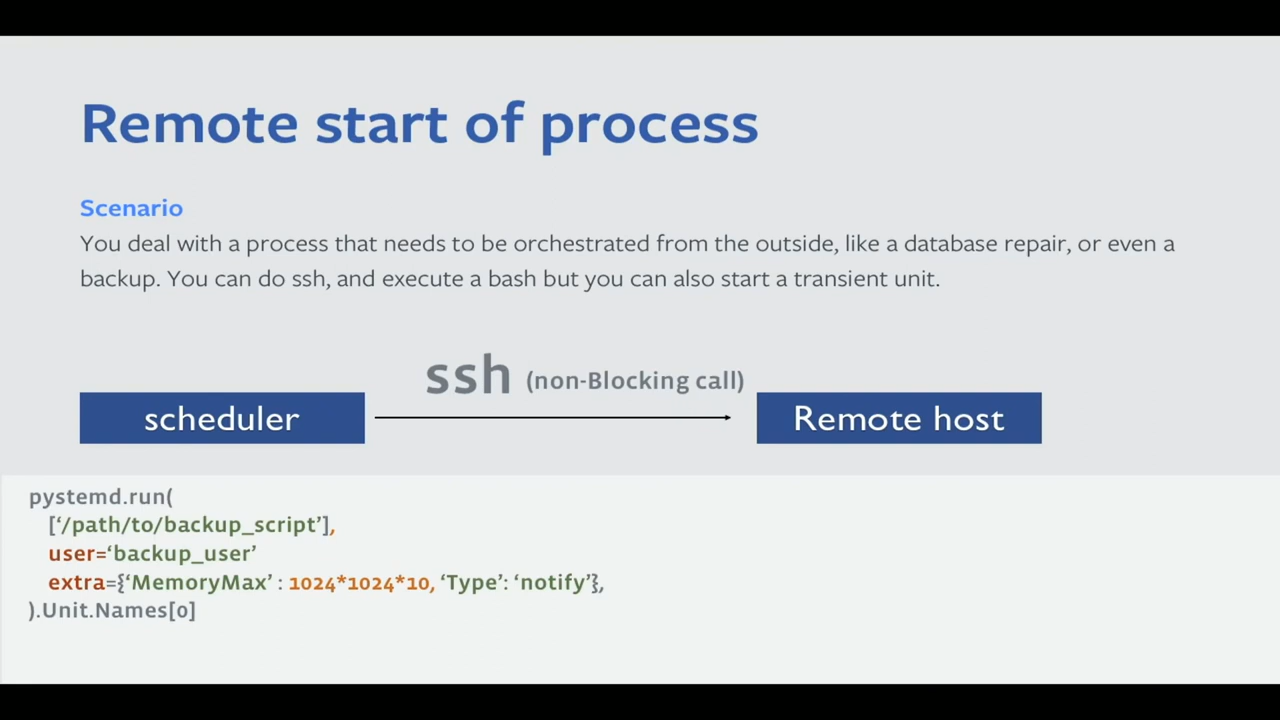 Remote start of process
Scenario
You deal with a process that needs to be orchestrated from the outside, like a database repair, or even a
backup. You can do ssh, and execute a bash but you can also start a transient unit.
ssh (non-Blocking call)
scheduler
Remote host
pystemd.run(
[‘/path/to/backup_script’],
user=‘backup_user’
extra={‘MemoryMax’ : 1024*1024*10, ‘Type’: ‘notify’},
).Unit.Names[0]